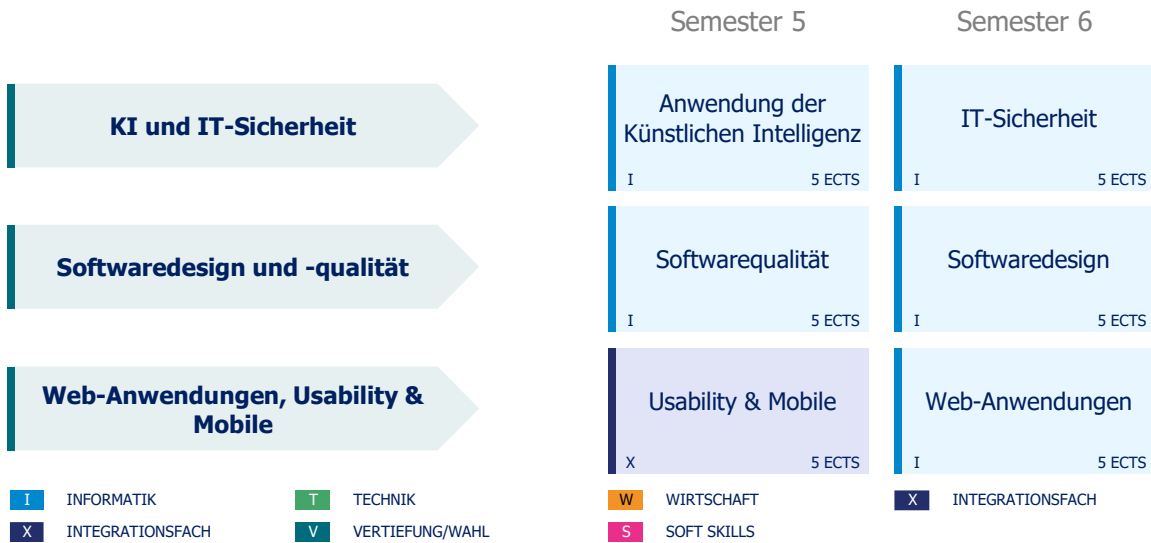 Semester 5
Semester 6
KI und IT-Sicherheit
Anwendung der
Künstlichen Intelligenz
I
5 ECTS
IT-Sicherheit
I
5 ECTS
Softwaredesign und -qualität
Softwarequalität
I
5 ECTS
Softwaredesign
I
5 ECTS
Web-Anwendungen, Usability &
Mobile
Usability & Mobile
X
5 ECTS
Web-Anwendungen
I
5 ECTS
I INFORMATIK
T TECHNIK
W WIRTSCHAFT
X INTEGRATIONSFACH
X INTEGRATIONSFACH
V VERTIEFUNG/WAHL
S SOFT SKILLS